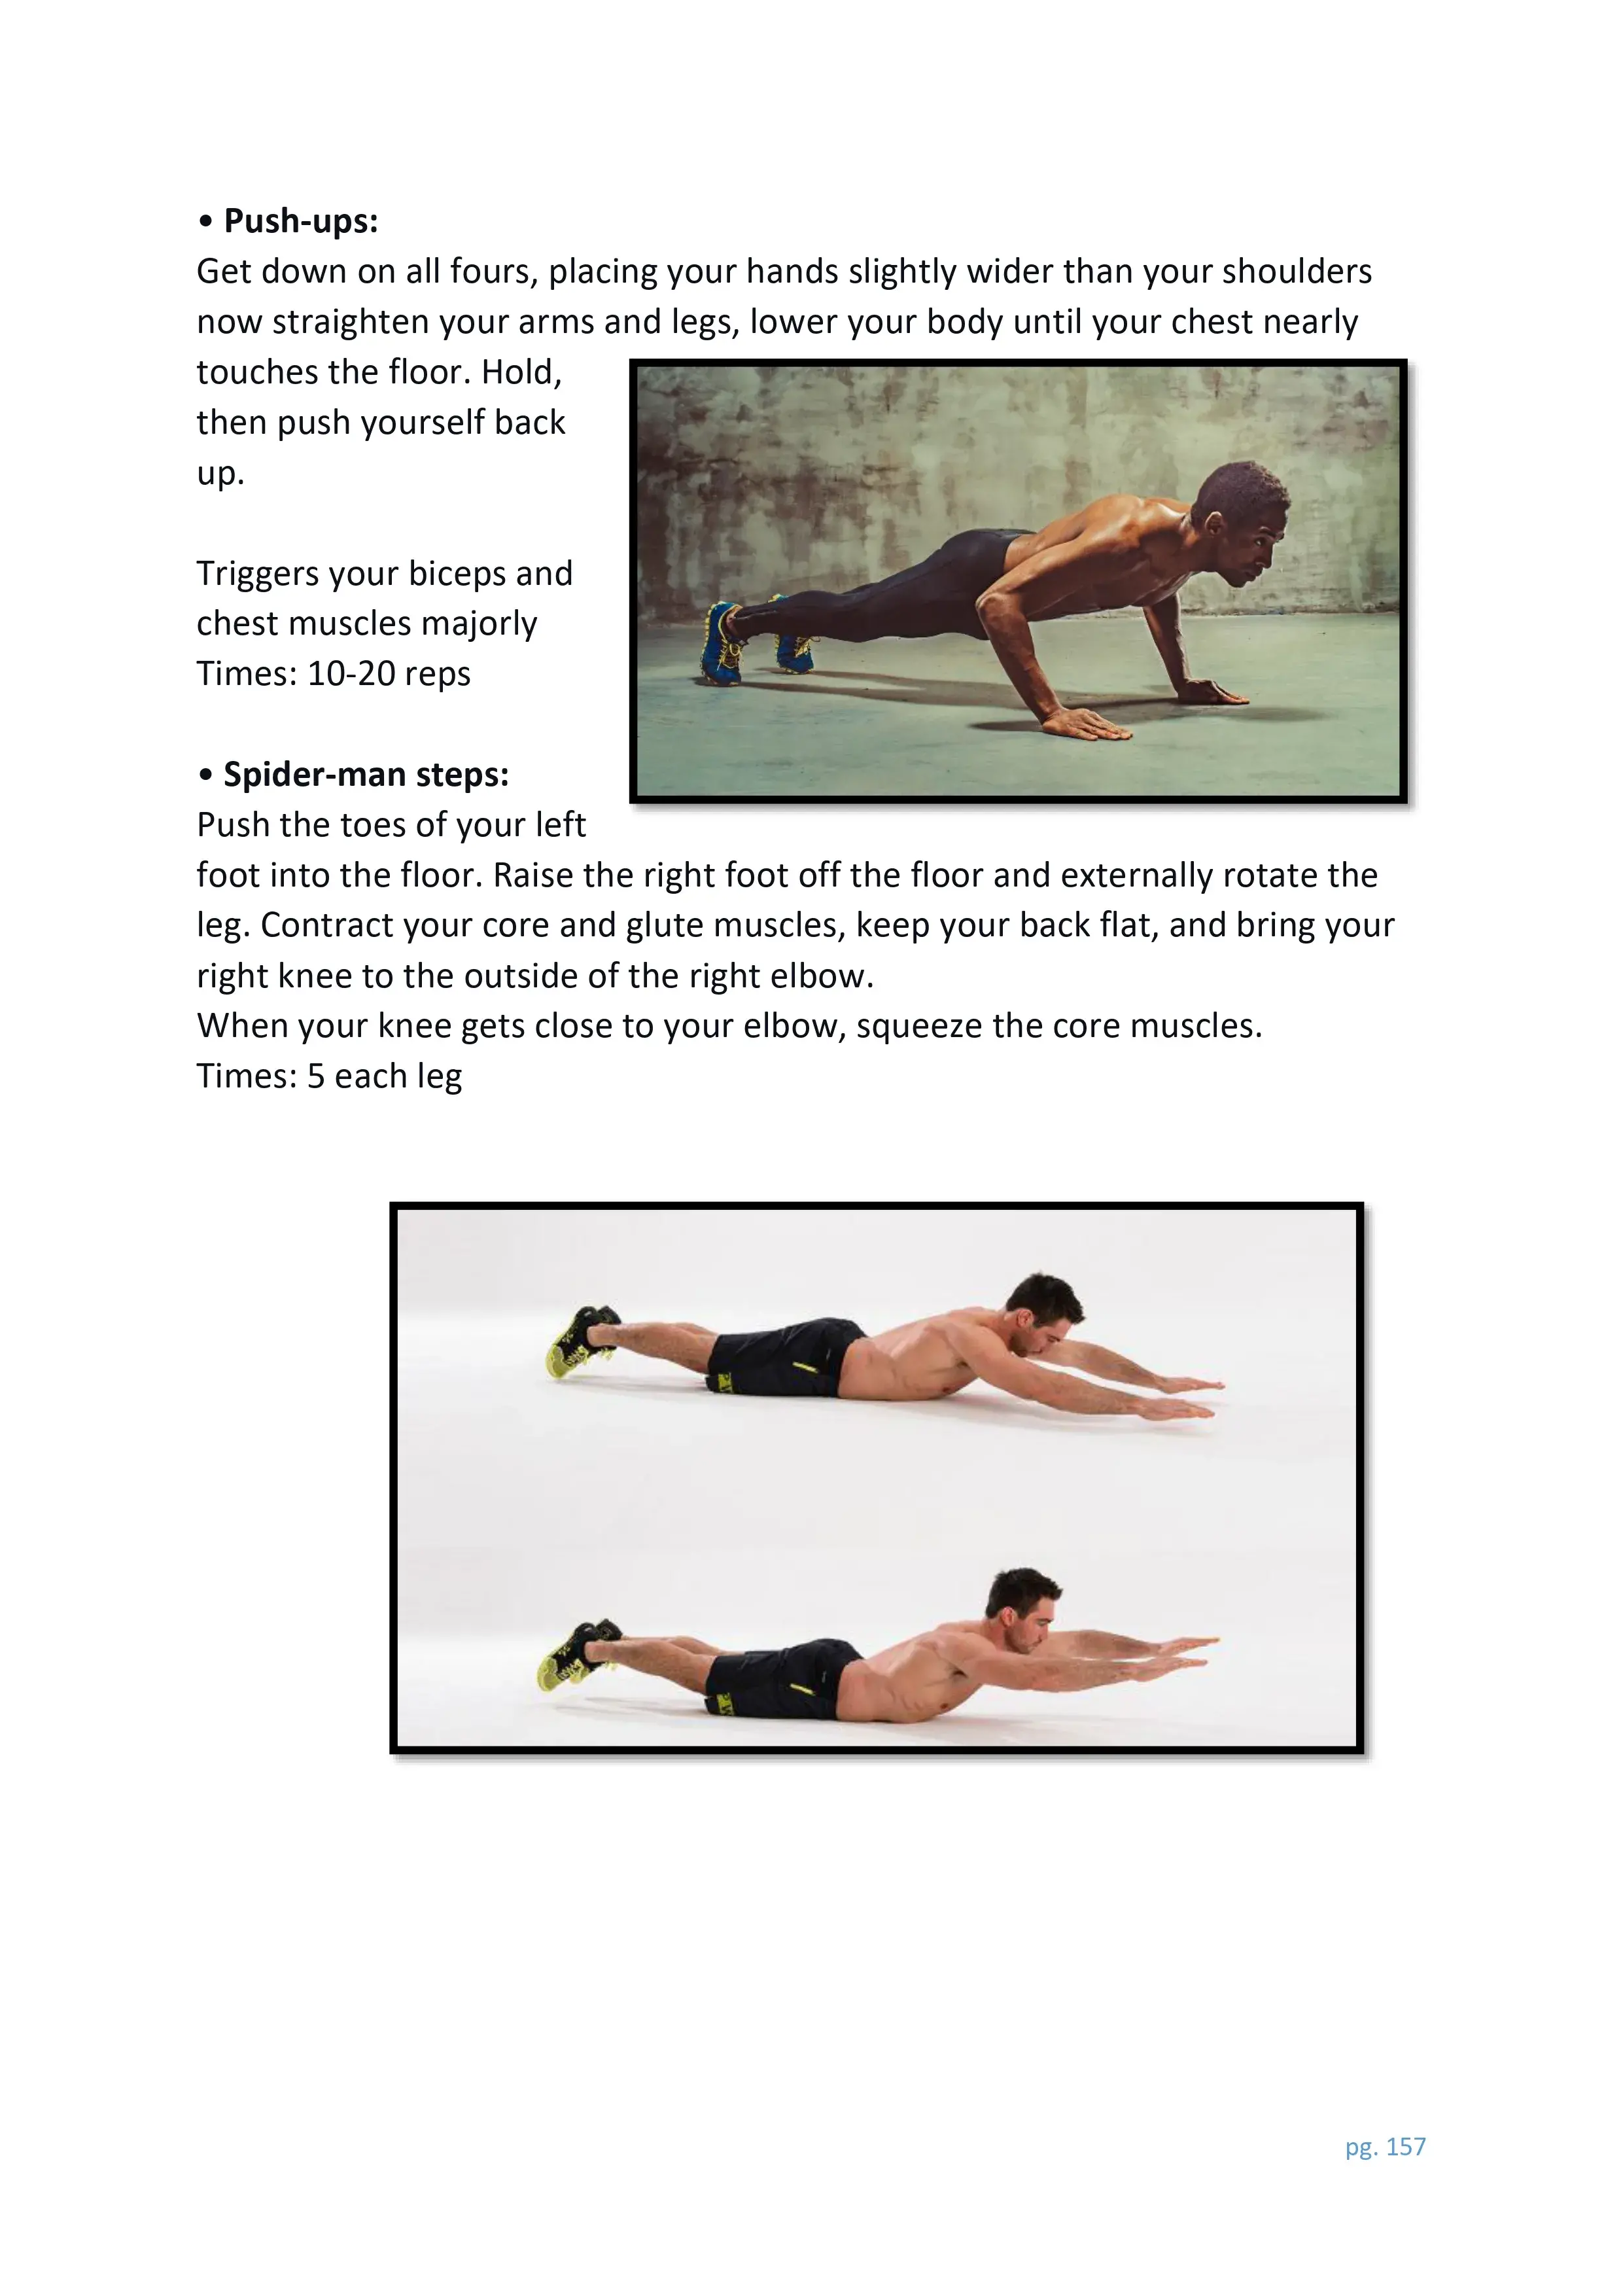 • Push-ups:
Get down on all fours, placing your hands slightly wider than your shoulders
now straighten your arms and legs, lower your body until your chest nearly
touches the floor. Hold,
then push yourself back
up.
Triggers your biceps and
chest muscles majorly
Times: 10-20 reps
• Spider-man steps:
Push the toes of your left
foot into the floor. Raise the right foot off the floor and externally rotate the
leg. Contract your core and glute muscles, keep your back flat, and bring your
right knee to the outside of the right elbow.
When your knee gets close to your elbow, squeeze the core muscles.
Times: 5 each leg
pg. 157